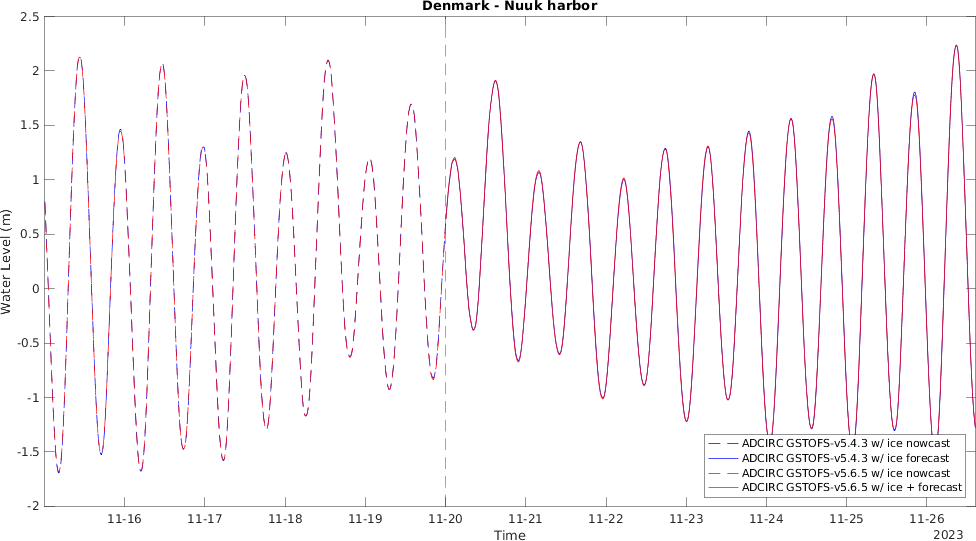 Denmark - Nuuk harbor
2.5
2
1.5
1
0.5
0
-0.5
-1
-1.5
-2
Water Level (m)
11-16 11-17 11-18 11-19 11-20 11-21 11-22 11-23 11-24 11-25 11-26
2023
Time
ADCIRC GSTOFS-v5.4.3 w/ ice nowcast
ADCIRC GSTOFS-v5.4.3 w/ ice forecast
ADCIRC GSTOFS-v5.6.5 w/ ice nowcast
ADCIRC GSTOFS-v5.6.5 w/ ice + forecast